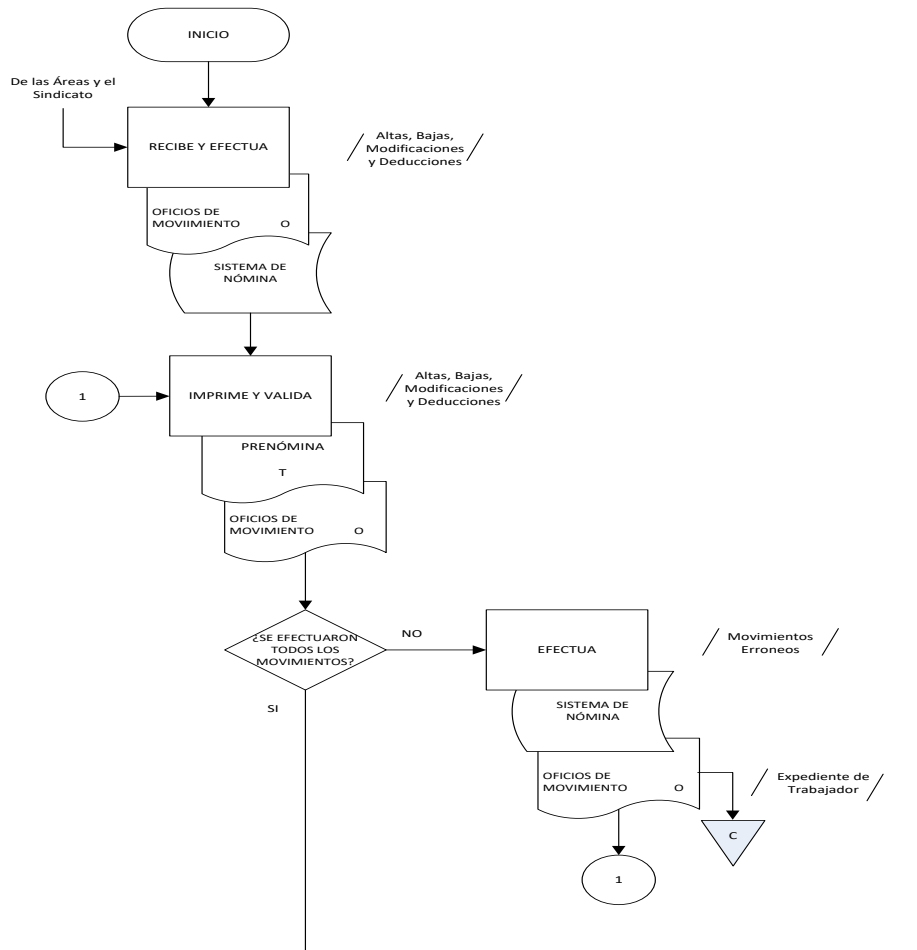 INICIO
De las Áreas y el
Sindicato
RECIBE Y EFECTUA
/ Altas, Bajas,
Modificaciones
y Deducciones /
OFICIOS DE
MOVIIMIENTO O
SISTEMA DE
NÓMINA
1
IMPRIME Y VALIDA
/ Altas, Bajas,
Modificaciones
y Deducciones /
PRENÓMINA
T
OFICIOS DE
MOVIMIENTO O
¿SE EFECTUARON
TODOS LOS
MOVIMIENTOS?
NO
SI
EFECTUA
/ Movimientos
Erroneos /
SISTEMA DE
NÓMINA
OFICIOS DE
MOVIMIENTO O
/ Expediente de
Trabajador /
C
1